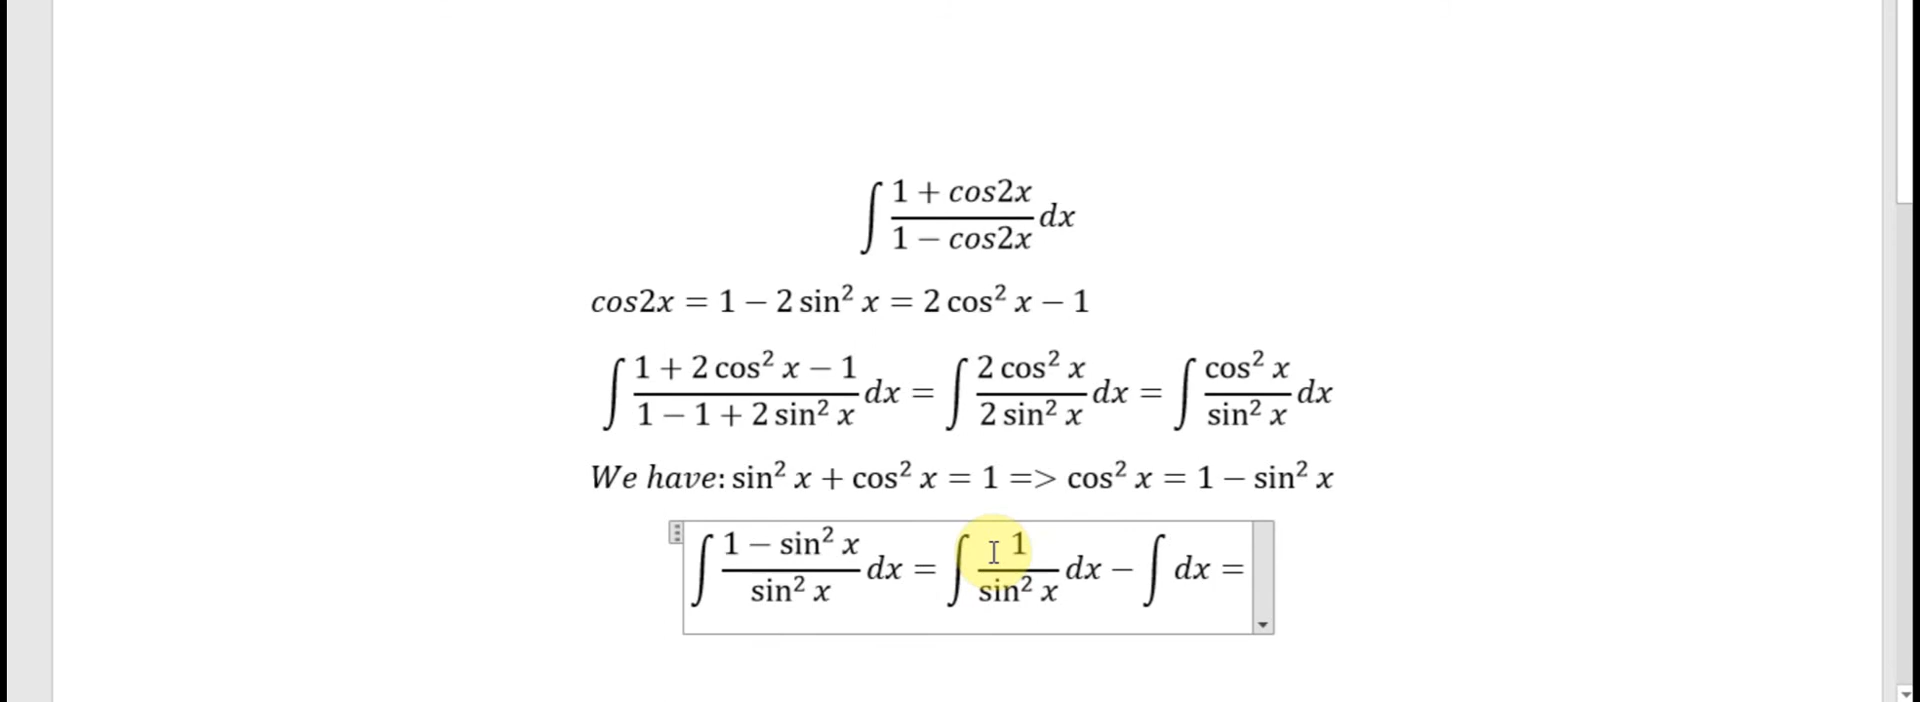 ∫ (1 + cos2x)/(1 − cos2x) dx
cos2x = 1 − 2 sin² x = 2 cos² x − 1
∫ (1 + 2 cos² x − 1)/(1 − 1 + 2 sin² x) dx = ∫ (2 cos² x)/(2 sin² x) dx = ∫ (cos² x)/(sin² x) dx
We have: sin² x + cos² x = 1 => cos² x = 1 − sin² x
∫ (1 − sin² x)/(sin² x) dx = ∫ 1/(sin² x) dx − ∫ dx =